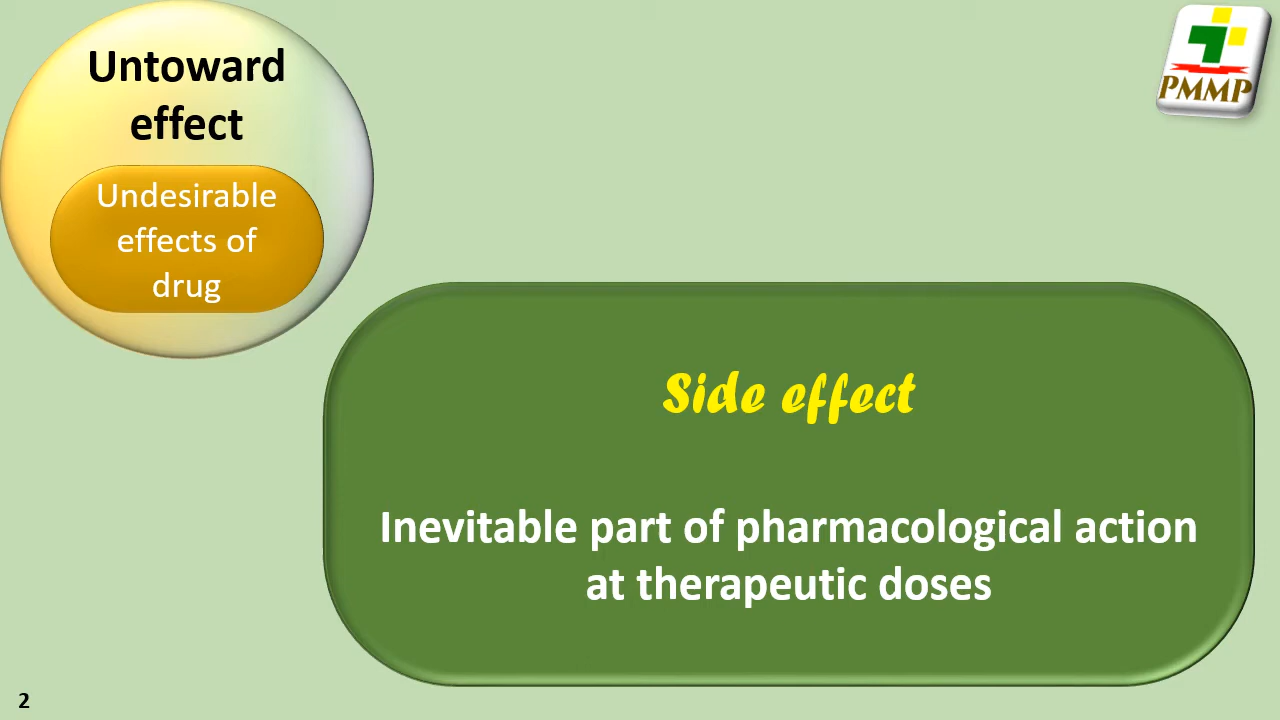 Untoward
effect
Undesirable
effects of
drug
PMMP
Side effect
Inevitable part of pharmacological action
at therapeutic doses
2